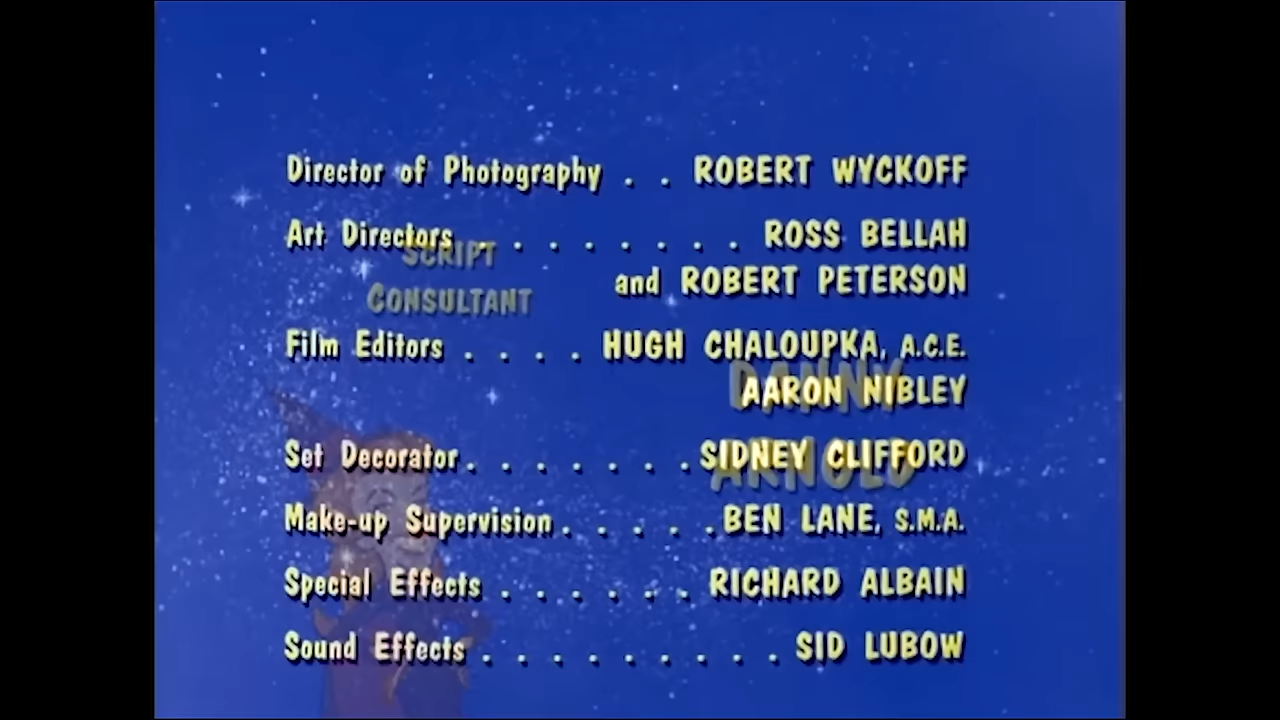 Director of Photography . . ROBERT WYCKOFF
Art Directors . . . . . . . . ROSS BELLAH
SCRIPT
and ROBERT PETERSON
CONSULTANT
Film Editors . . . . HUGH CHALOUPKA, A.C.E.
DANNY
AARON NIBLEY
Set Decorator . . . . . . . SIDNEY CLIFFORD
ARNOLD
Make-up Supervision . . . . . BEN LANE, S.M.A.
Special Effects . . . . . . RICHARD ALBAIN
Sound Effects . . . . . . . . . SID LUBOW